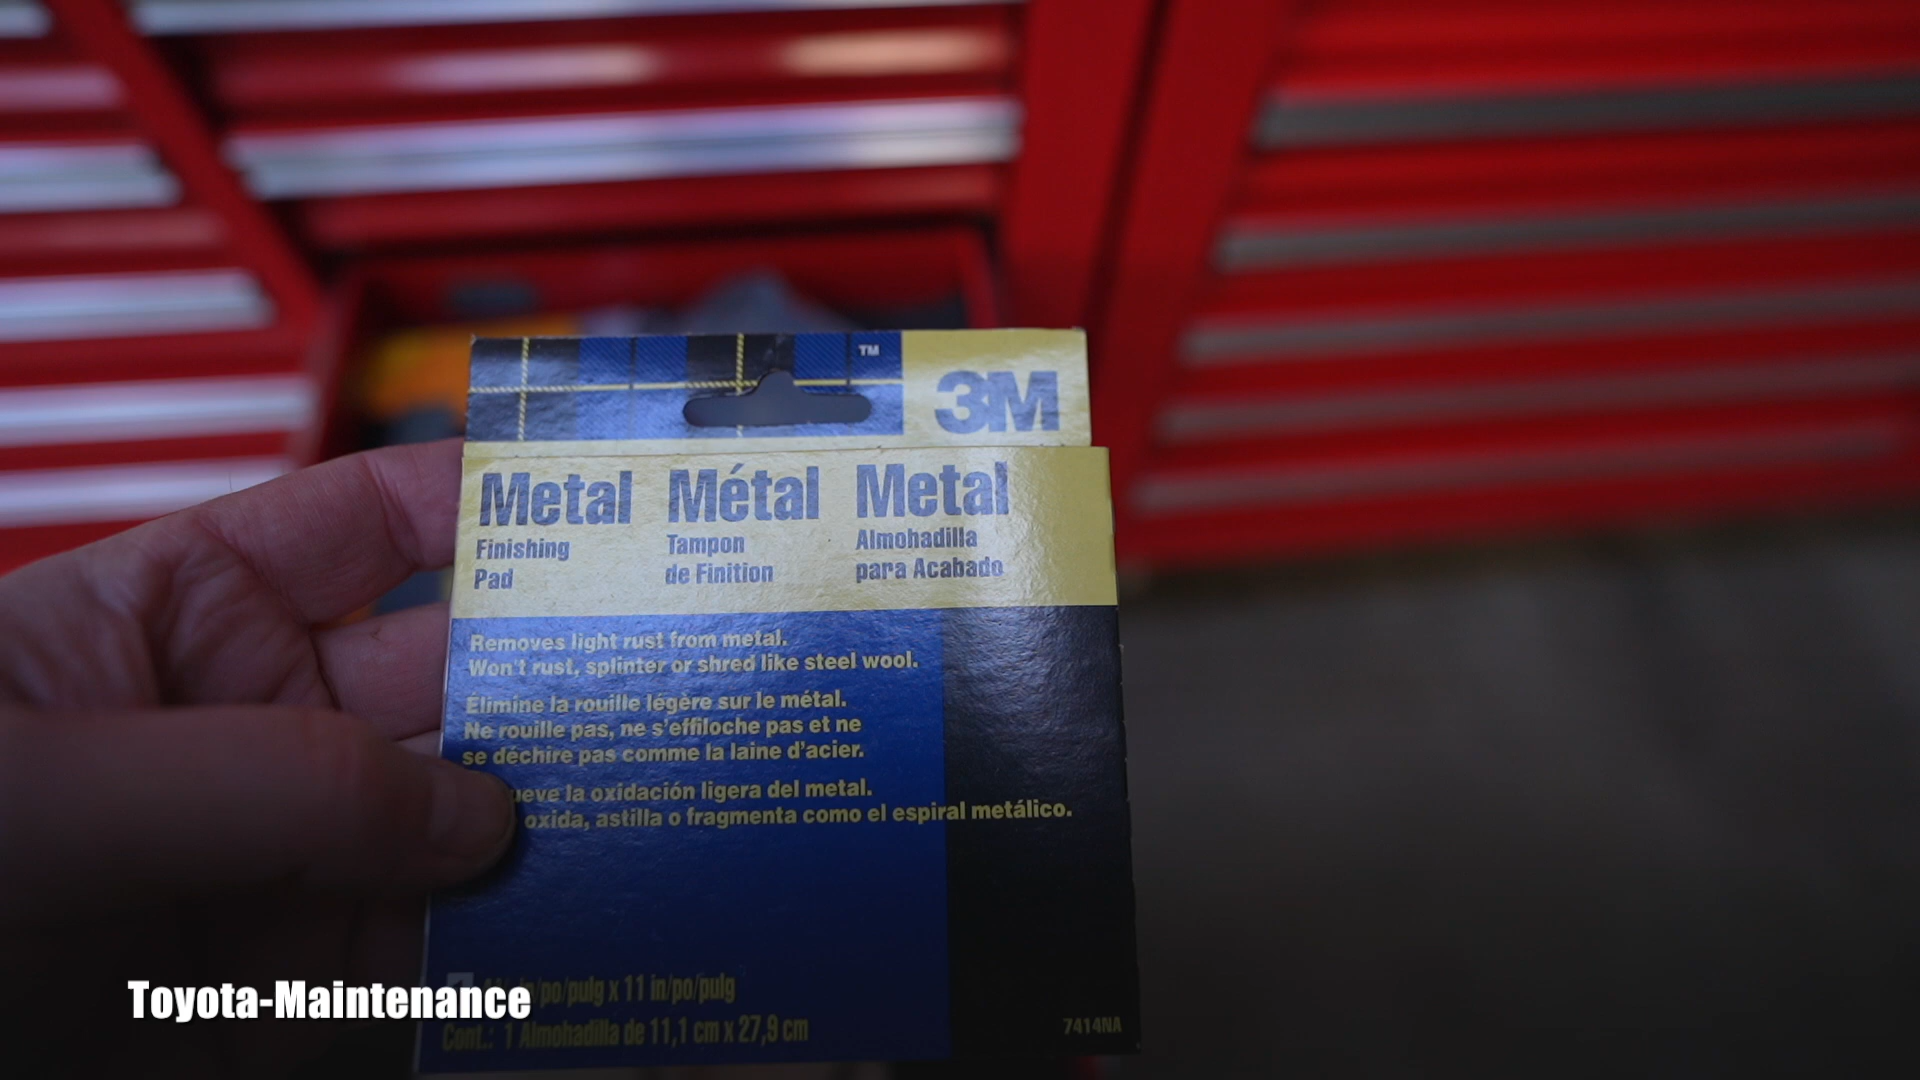 TM
3M
Metal Métal Metal
Finishing Tampon Almohadilla
Pad de Finition para Acabado
Removes light rust from metal.
Won't rust, splinter or shred like steel wool.
Élimine la rouille légère sur le métal.
Ne rouille pas, ne s'effiloche pas et ne
se déchire pas comme la laine d'acier.
la oxidación ligera del metal.
oxida, astilla o fragmenta como el espiral metálico.
in/po/pulg x 11 in/po/pulg
Cont.: 1 Almohadilla de 11,1 cm x 27,9 cm
7414NA
Toyota-Maintenance